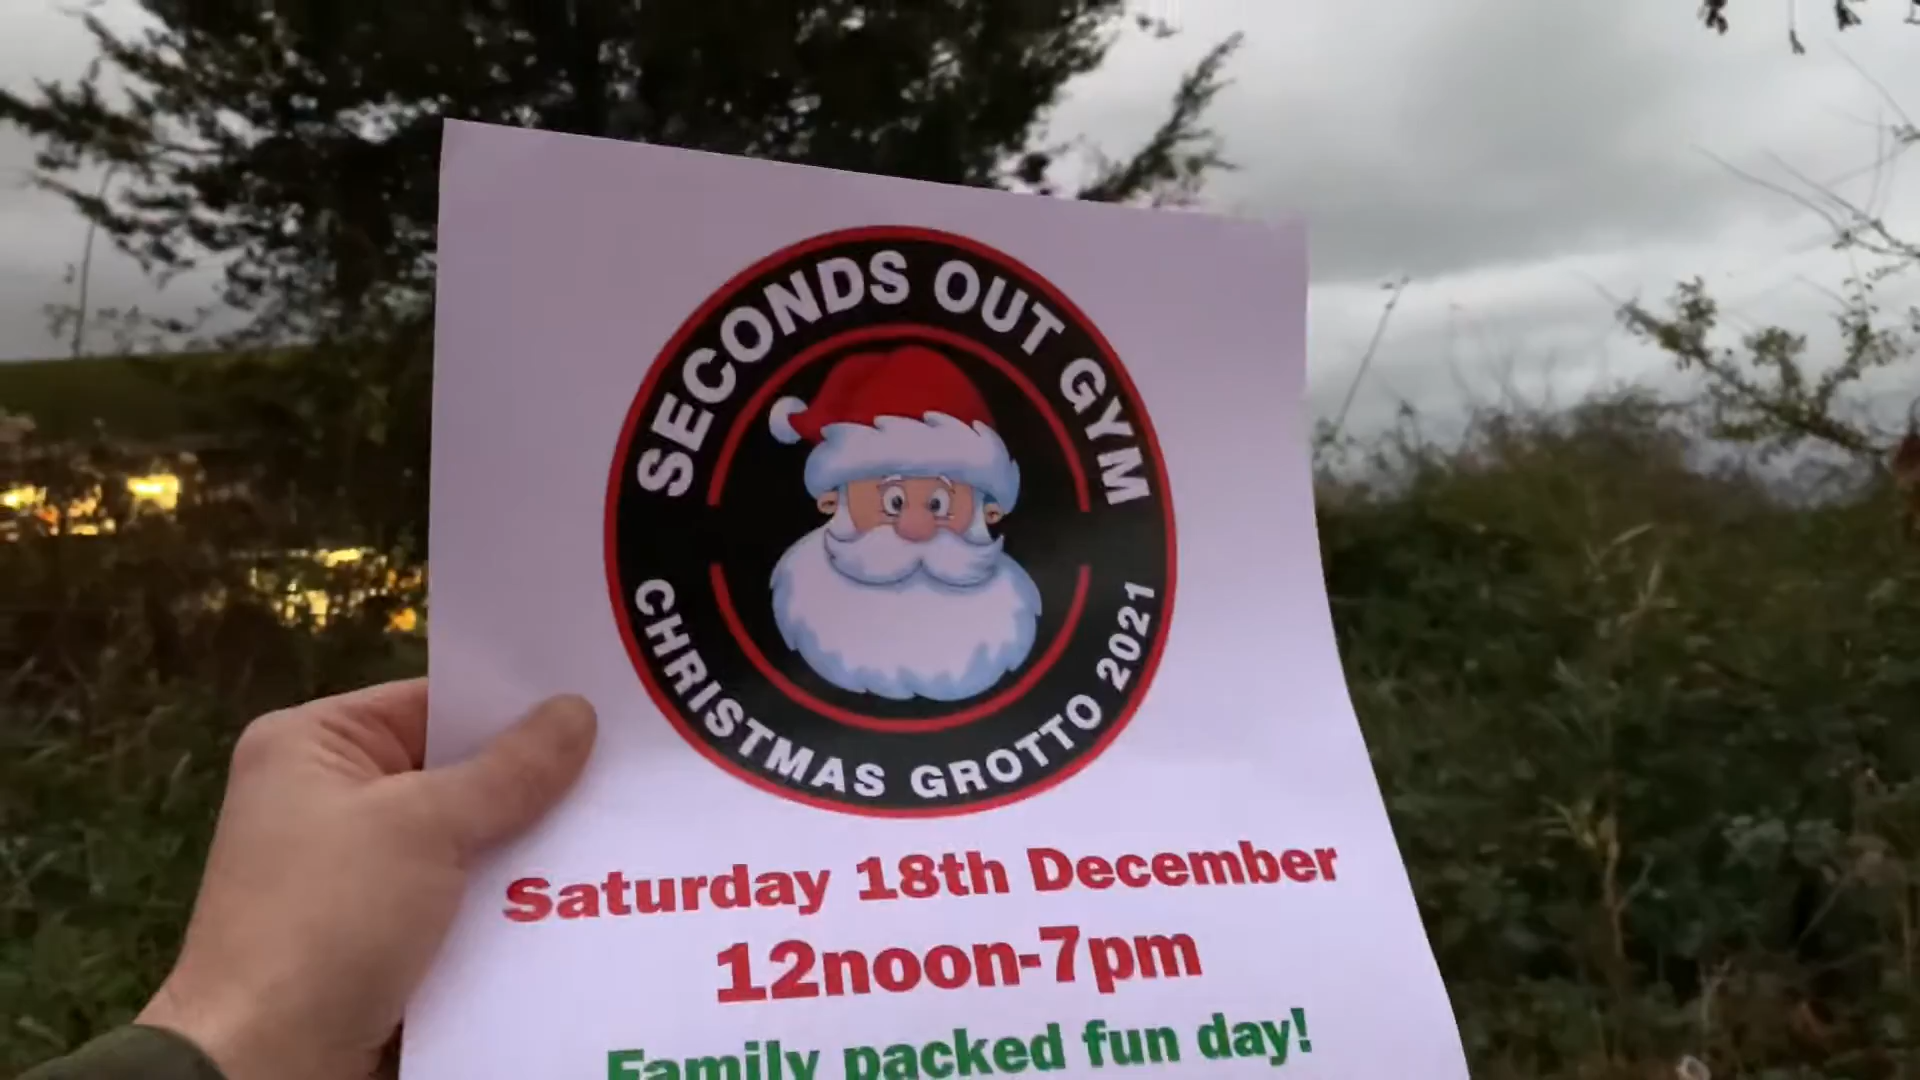 SECONDS OUT GYM
CHRISTMAS GROTTO 2021
Saturday 18th December
12noon-7pm
Family packed fun day!